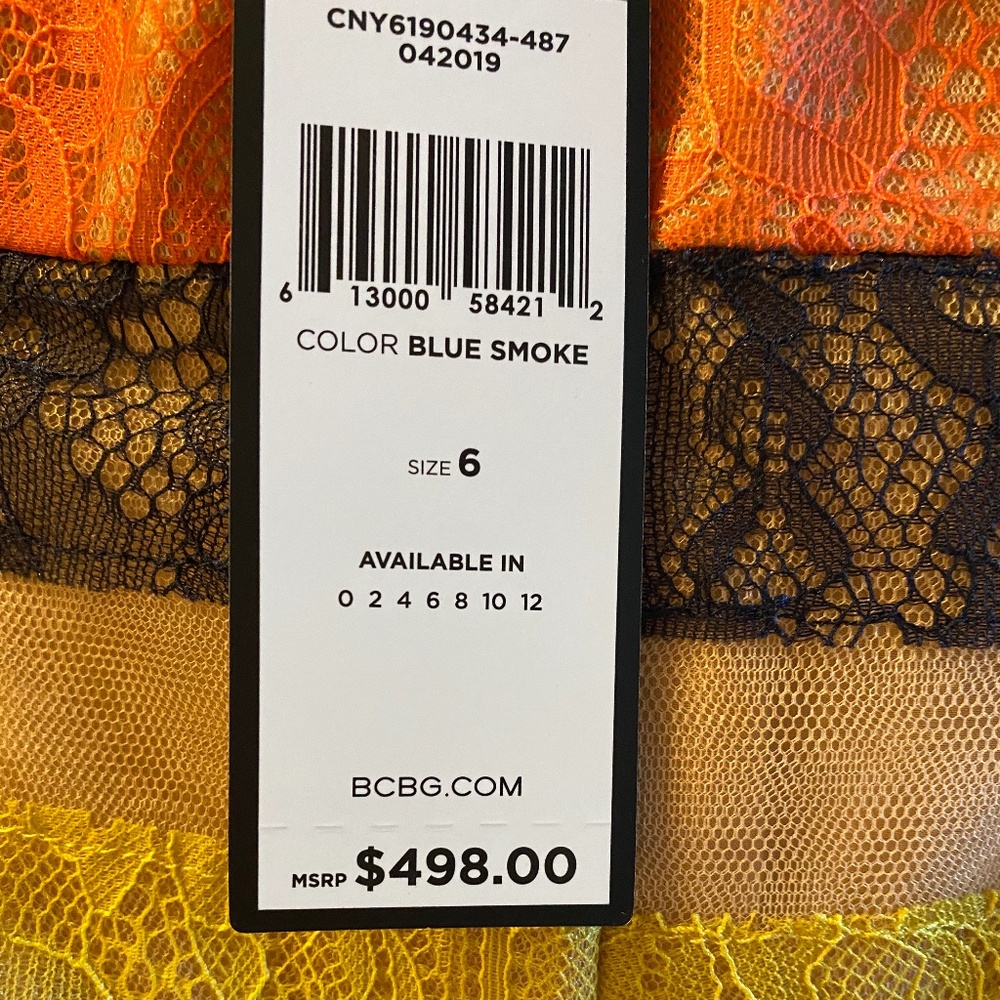 CNY6190434-487
042019
6 13000 58421 2
COLOR BLUE SMOKE
SIZE 6
AVAILABLE IN
0 2 4 6 8 10 12
BCBG.COM
MSRP $498.00